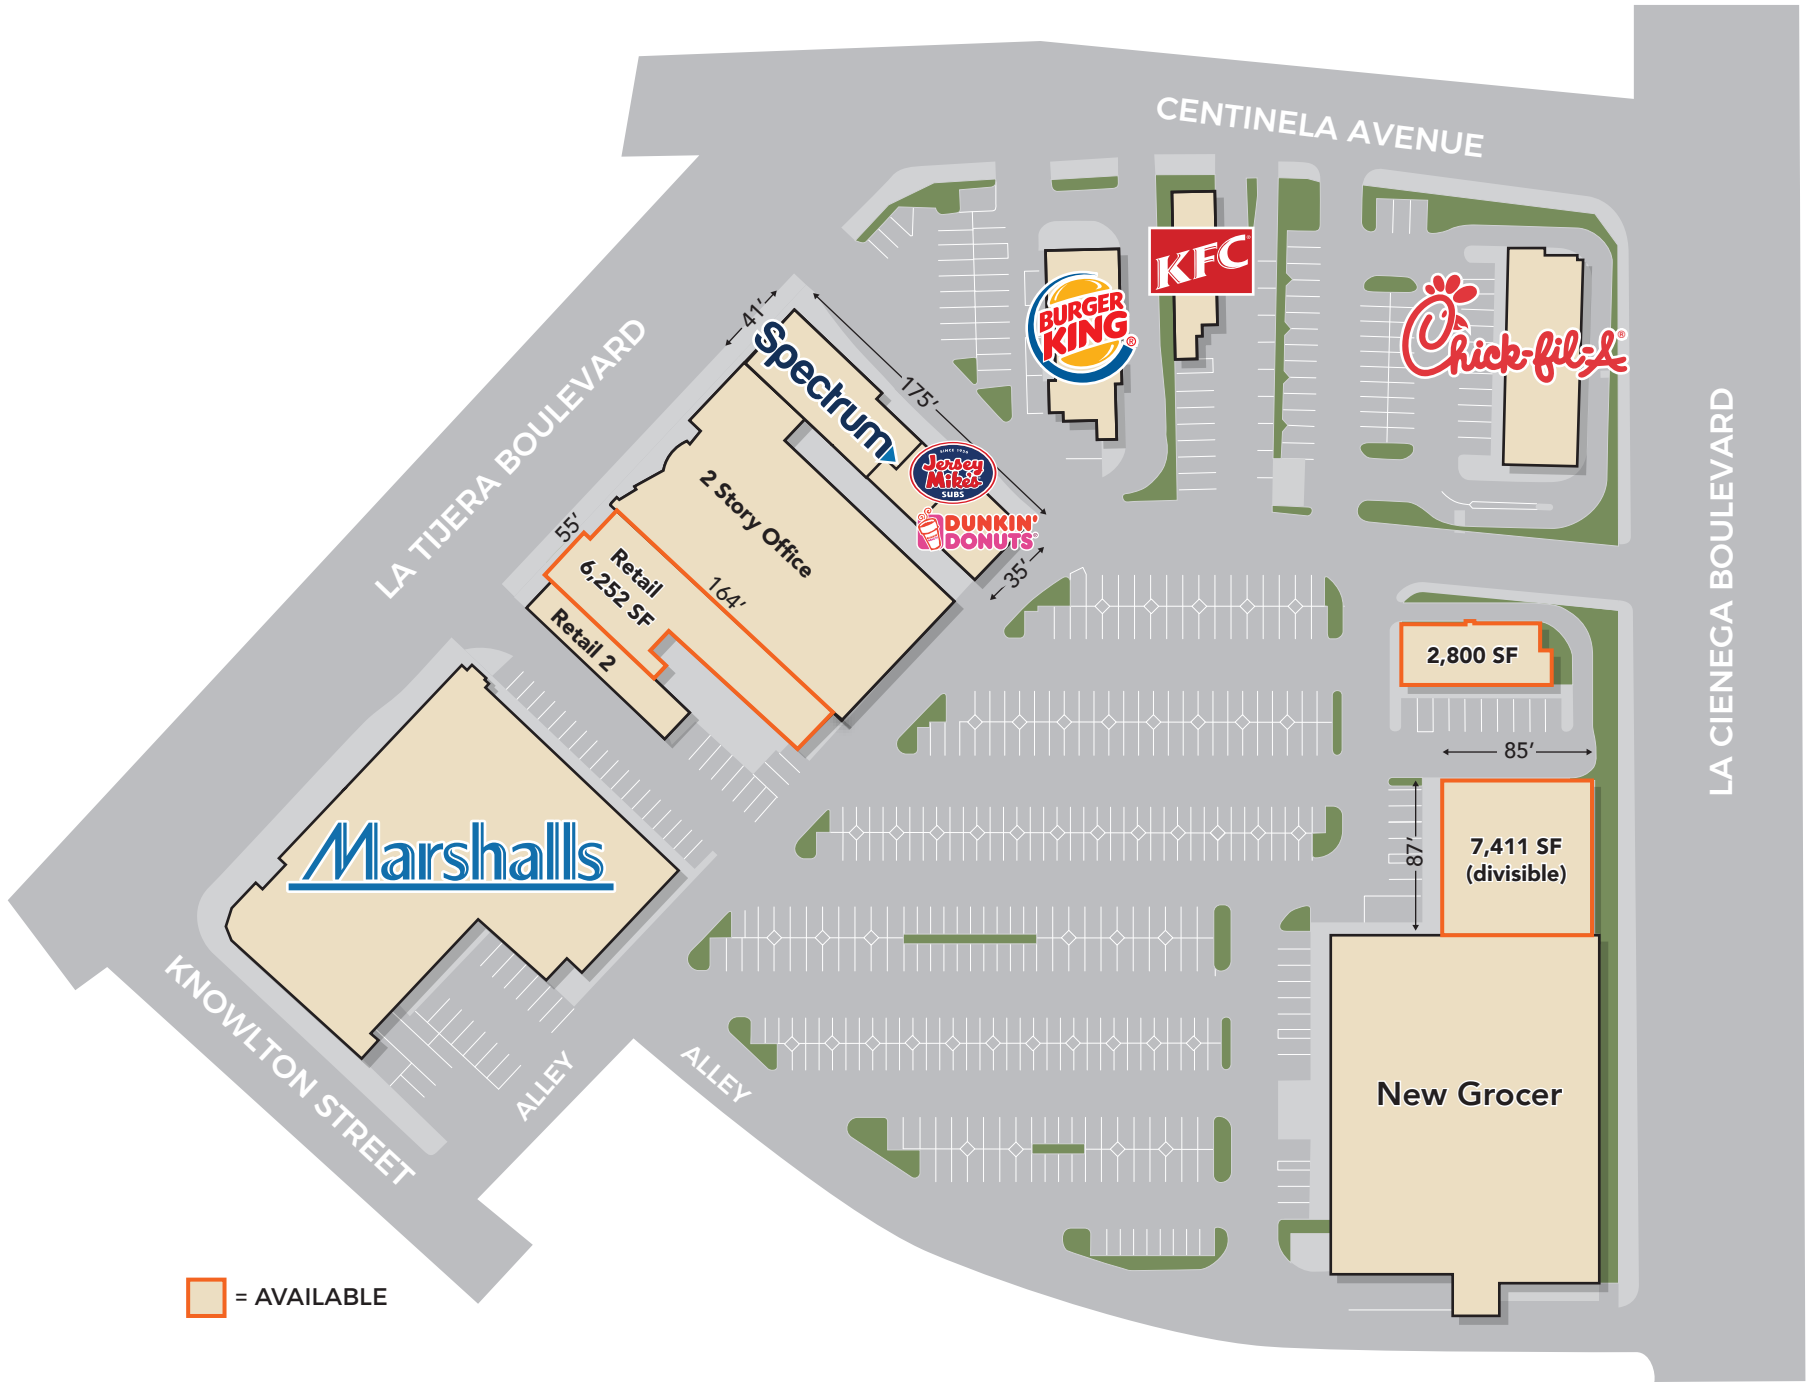 CENTINELA AVENUE
KFC
BURGER
KING®
Chick-fil-A®
41'
Spectrum
175'
LA TIJERA BOULEVARD
SINCE 1956
Jersey
Mike's
SUBS
DUNKIN'
DONUTS
35'
2 Story Office
55'
Retail
6,252 SF
164'
Retail 2
LA CIENEGA BOULEVARD
2,800 SF
85'
87'
7,411 SF
(divisible)
Marshalls
KNOWLTON STREET
ALLEY
ALLEY
New Grocer
= AVAILABLE